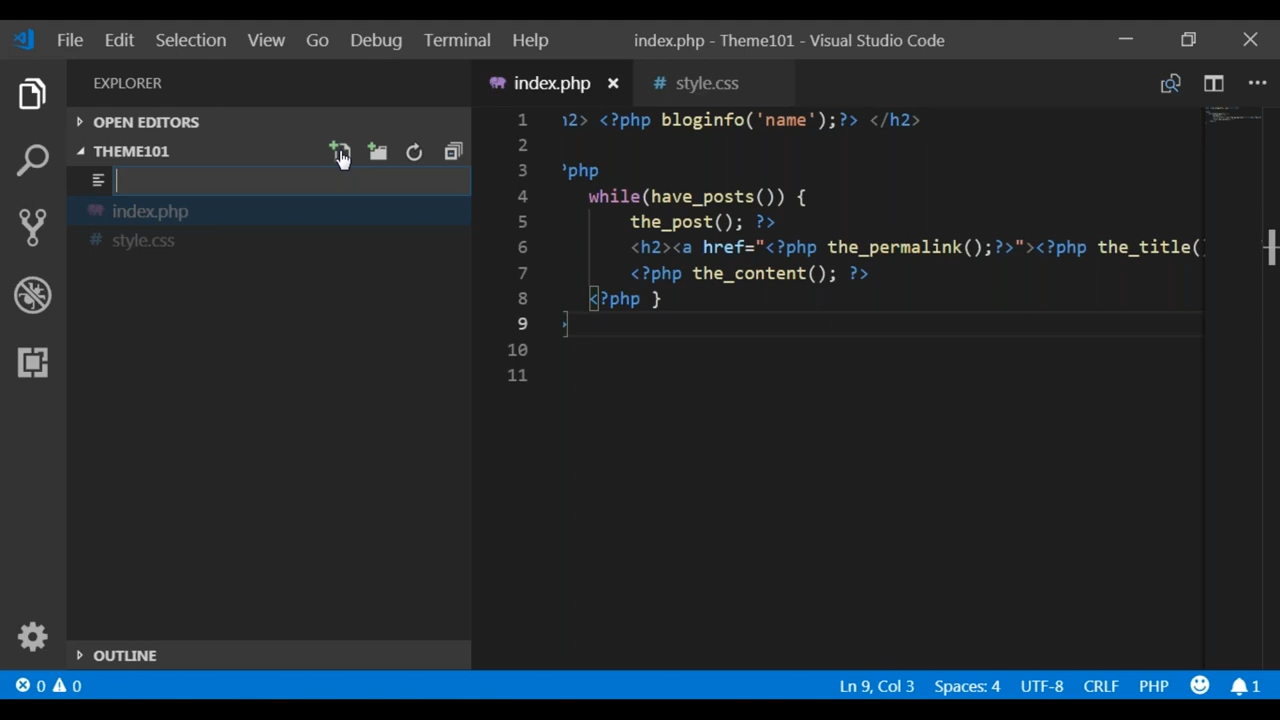 File Edit Selection View Go Debug Terminal Help index.php - Theme101 - Visual Studio Code
EXPLORER
OPEN EDITORS
THEME101
index.php
style.css
OUTLINE
index.php style.css
1 h2> <?php bloginfo('name');?> </h2>
2
3 ?php
4 while(have_posts()) {
5 the_post(); ?>
6 <h2><a href="<?php the_permalink();?>"><?php the_title()
7 <?php the_content(); ?>
8 <?php }
9 >
10
11
0 0 Ln 9, Col 3 Spaces: 4 UTF-8 CRLF PHP 1